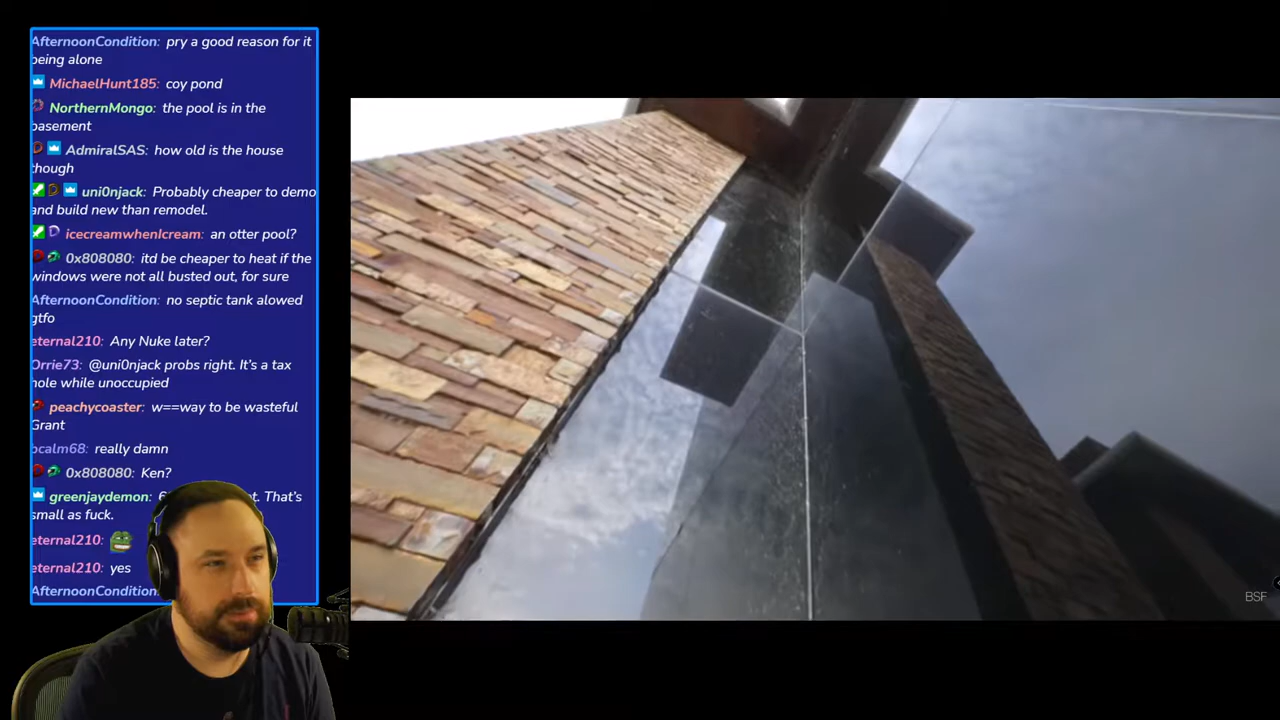 AfternoonCondition: pry a good reason for it
being alone
MichaelHunt185: coy pond
NorthernMongo: the pool is in the
basement
AdmiralSAS: how old is the house
though
uni0njack: Probably cheaper to demo
and build new than remodel.
icecreamwhenIcream: an otter pool?
0x808080: itd be cheaper to heat if the
windows were not all busted out, for sure
AfternoonCondition: no septic tank alowed
gtfo
eternal210: Any Nuke later?
Orrie73: @uni0njack probs right. It's a tax
hole while unoccupied
peachycoaster: w==way to be wasteful
Grant
bcalm68: really damn
0x808080: Ken?
greenjaydemon: That's
small as fuck.
eternal210:
eternal210: yes
AfternoonCondition:
BSF